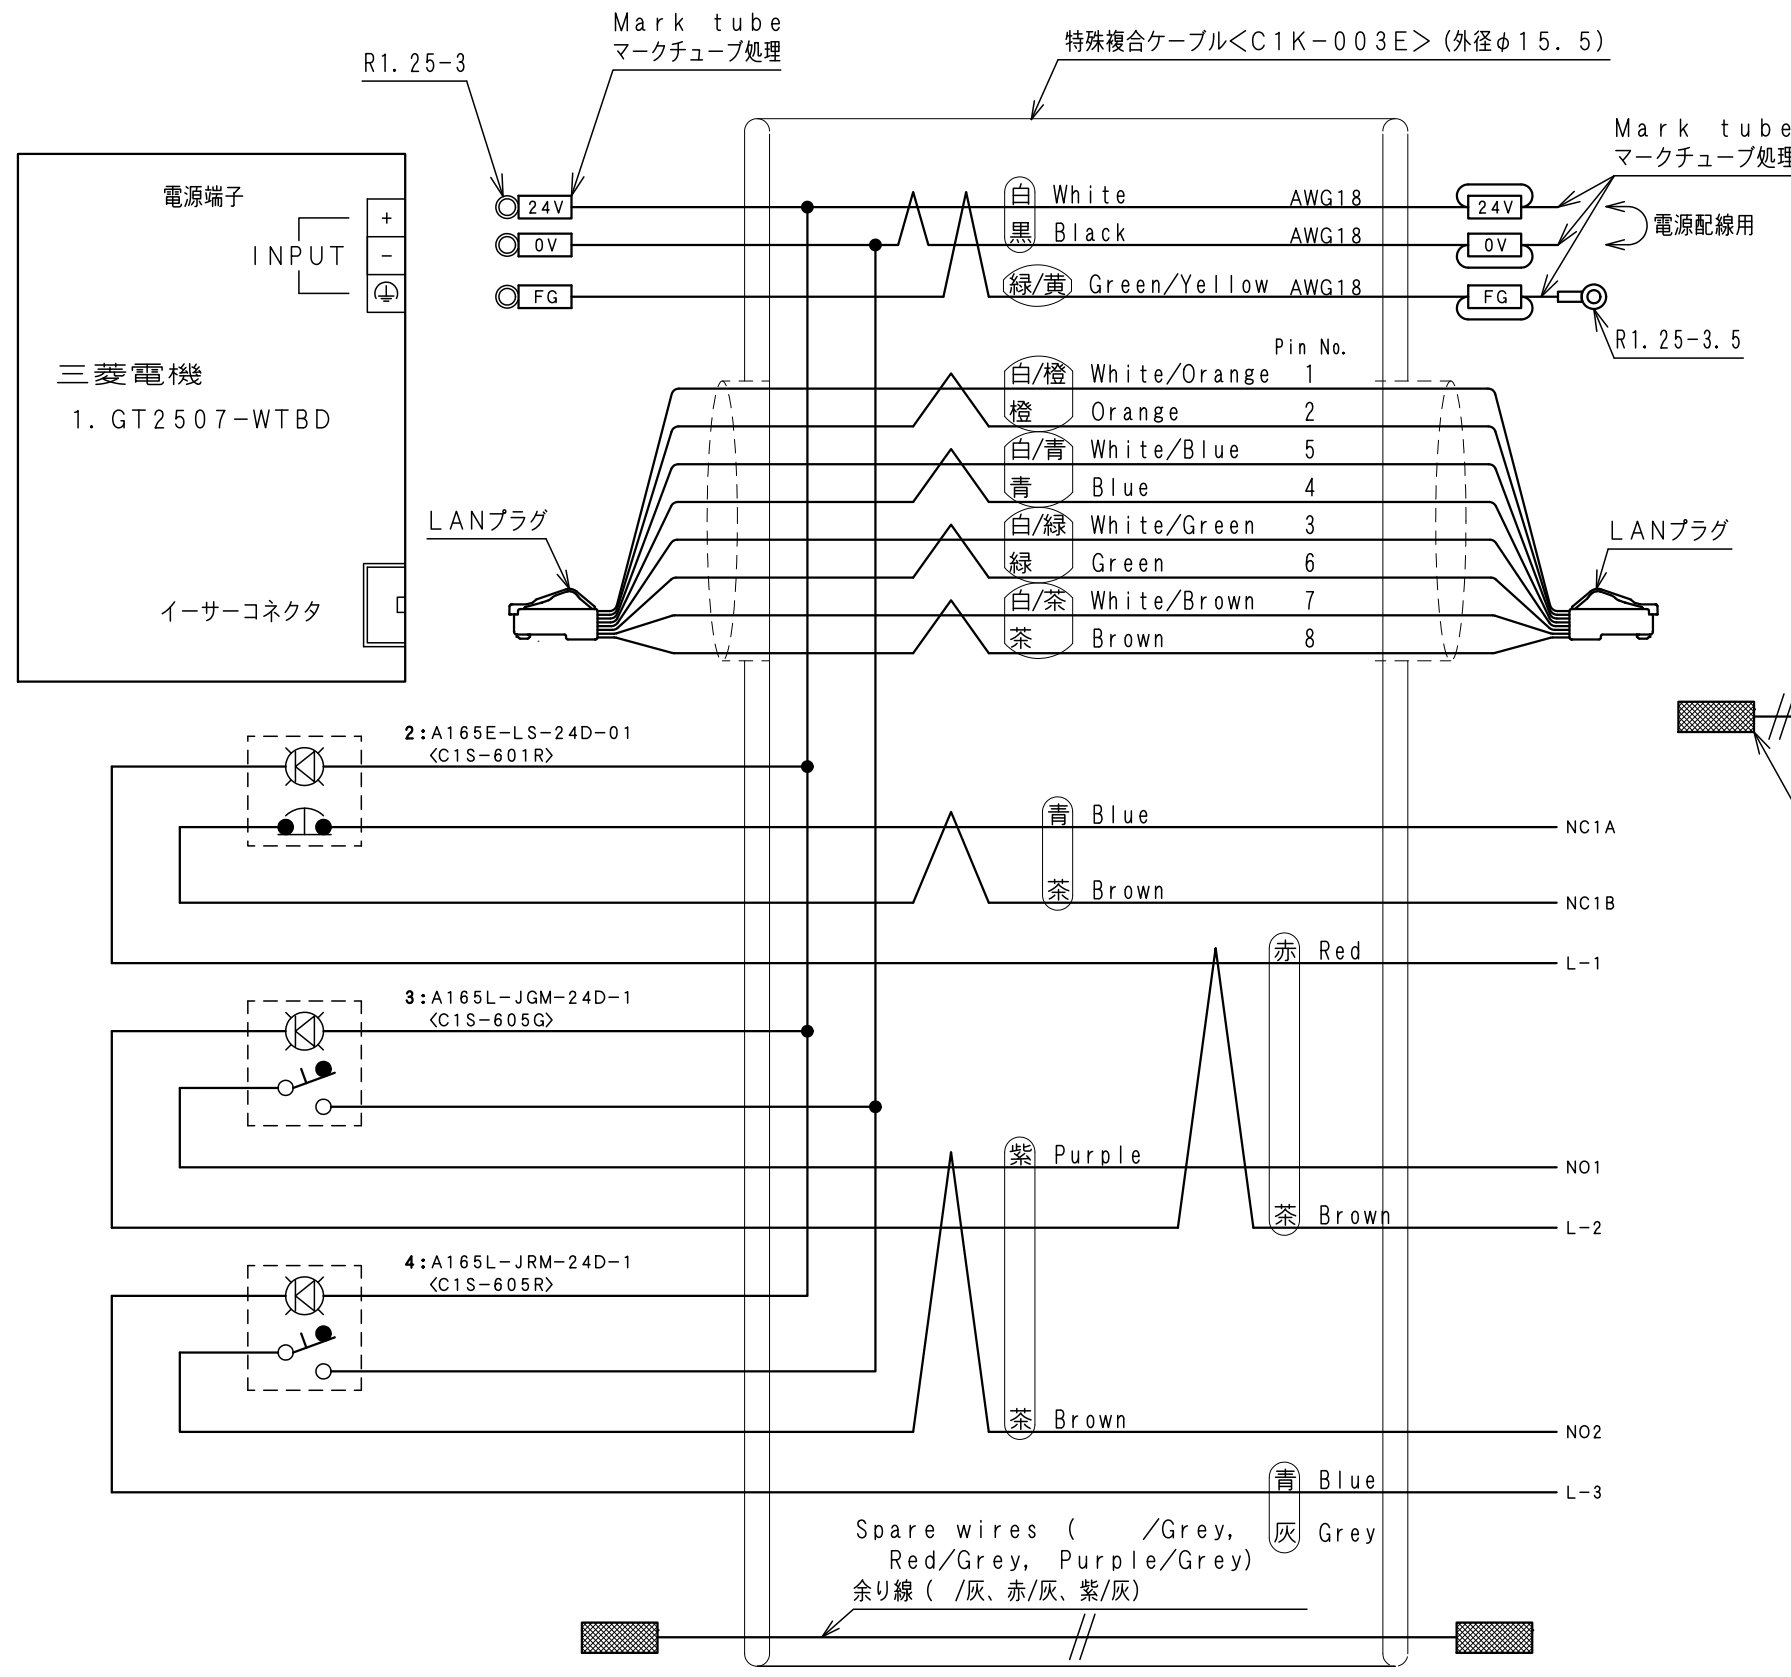 Mark tube
マークチューブ処理
R1.25-3
特殊複合ケーブル<C1K-003E>(外径φ15.5)
Mark tube
マークチューブ処理
電源端子
+
INPUT
-
24V
0V
FG
白 White AWG18
黒 Black AWG18
緑/黄 Green/Yellow AWG18
24V
0V
FG
電源配線用
R1.25-3.5
三菱電機
1. GT2507-WTBD
Pin No.
白/橙 White/Orange 1
橙 Orange 2
白/青 White/Blue 5
青 Blue 4
白/緑 White/Green 3
緑 Green 6
白/茶 White/Brown 7
茶 Brown 8
LANプラグ
LANプラグ
イーサーコネクタ
2:A165E-LS-24D-01
<C1S-601R>
青 Blue NC1A
茶 Brown NC1B
赤 Red L-1
3:A165L-JGM-24D-1
<C1S-605G>
紫 Purple NO1
茶 Brown L-2
4:A165L-JRM-24D-1
<C1S-605R>
茶 Brown NO2
青 Blue L-3
灰 Grey
Spare wires ( /Grey,
Red/Grey, Purple/Grey)
余り線 ( /灰、赤/灰、紫/灰)